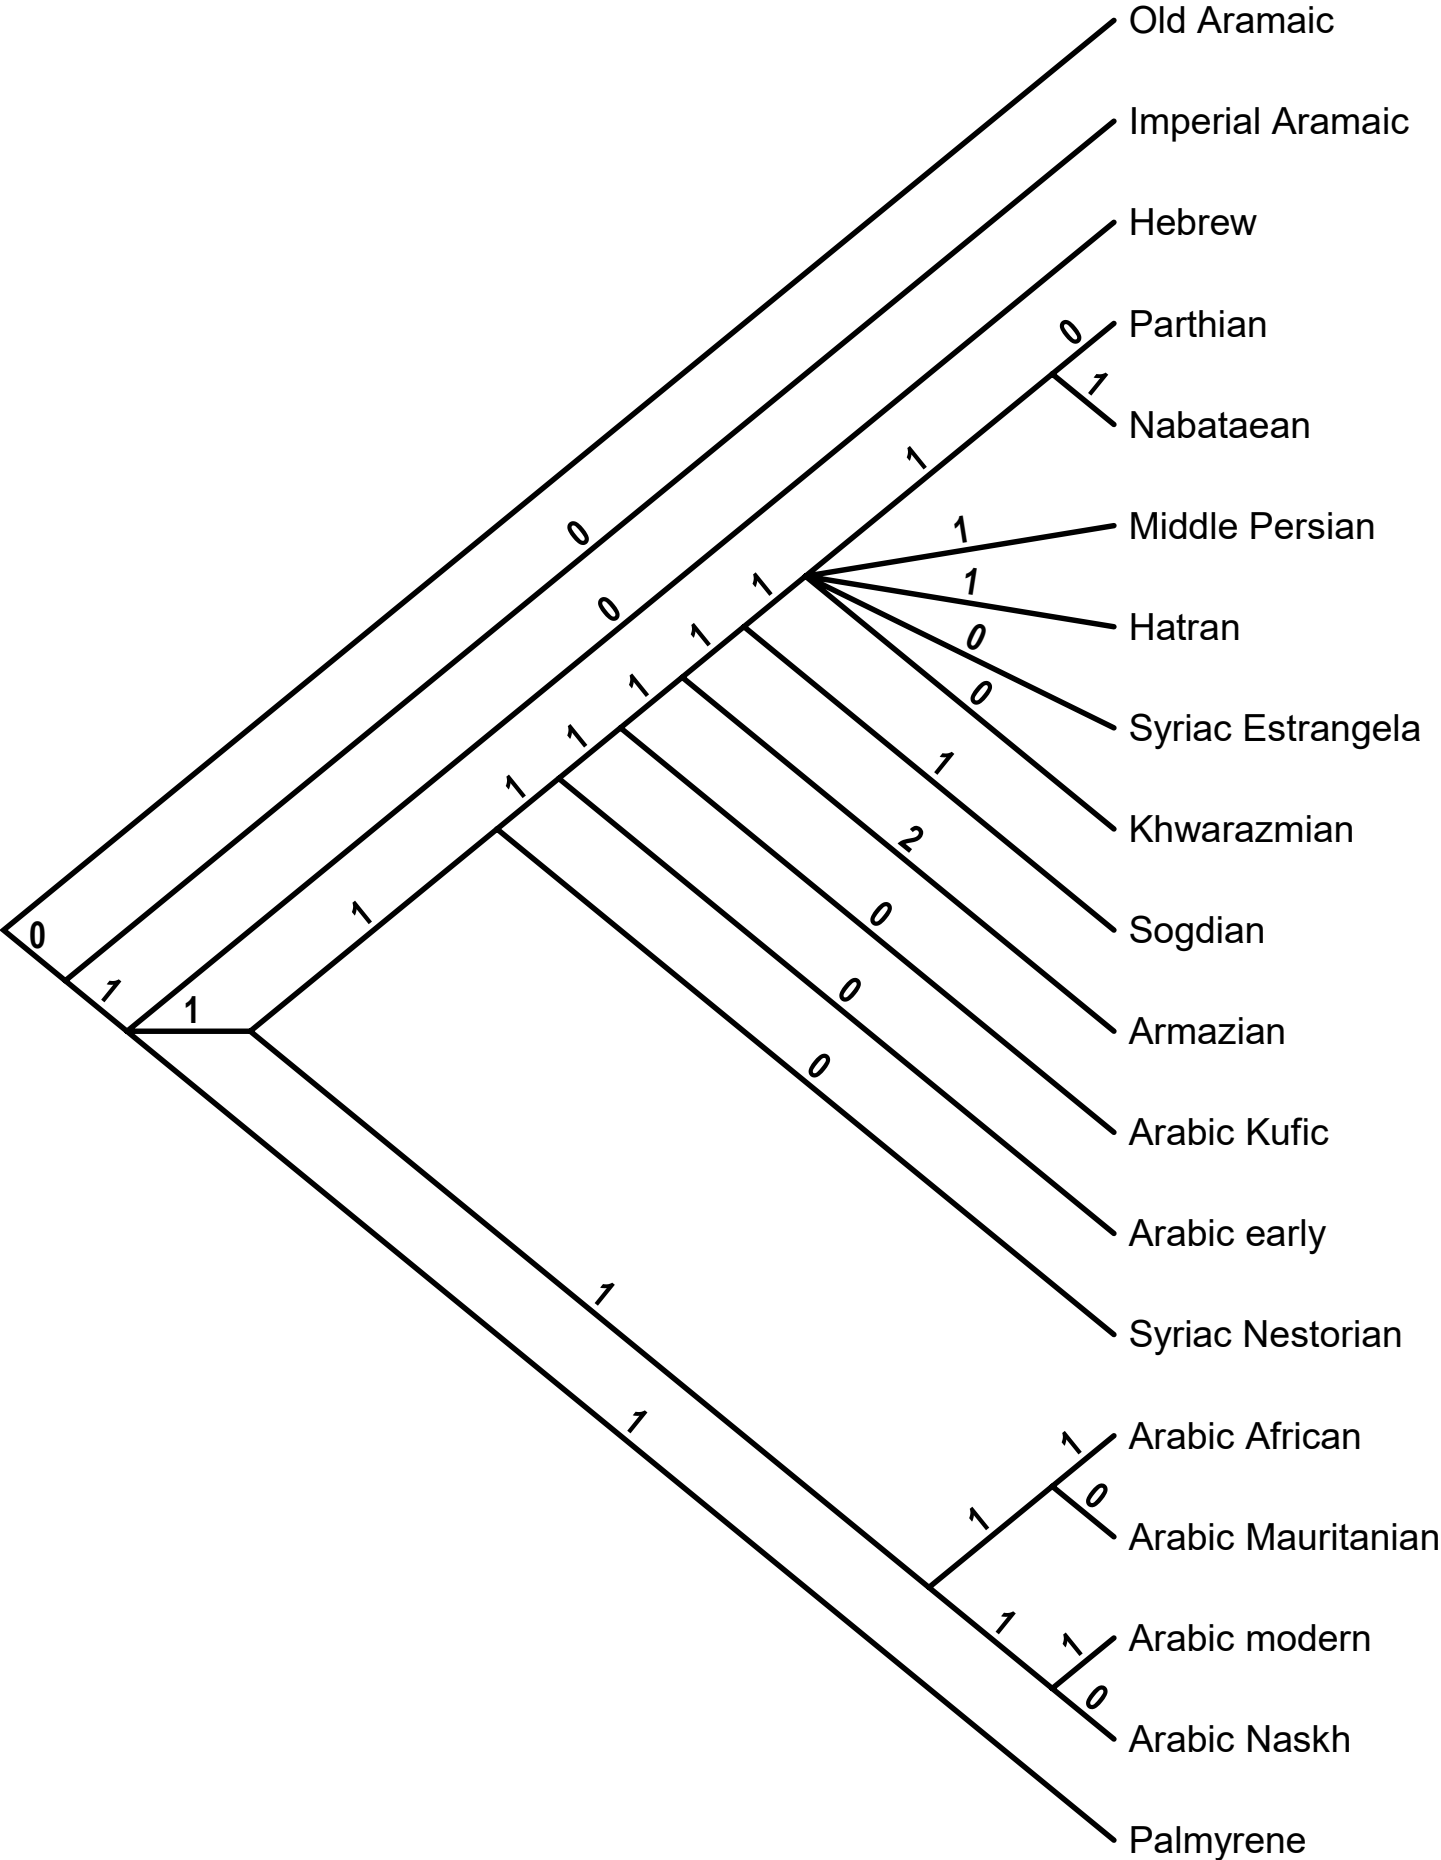 Old Aramaic
Imperial Aramaic
Hebrew
0
Parthian
1
Nabataean
1
1
Middle Persian
0
1
1
Hatran
0
0
1
Syriac Estrangela
1
0
1
1
Khwarazmian
1
2
1
0
Sogdian
0
0
1
1
Armazian
0
Arabic Kufic
Arabic early
1
Syriac Nestorian
1
1
Arabic African
0
1
Arabic Mauritanian
1
1
Arabic modern
0
Arabic Naskh
Palmyrene